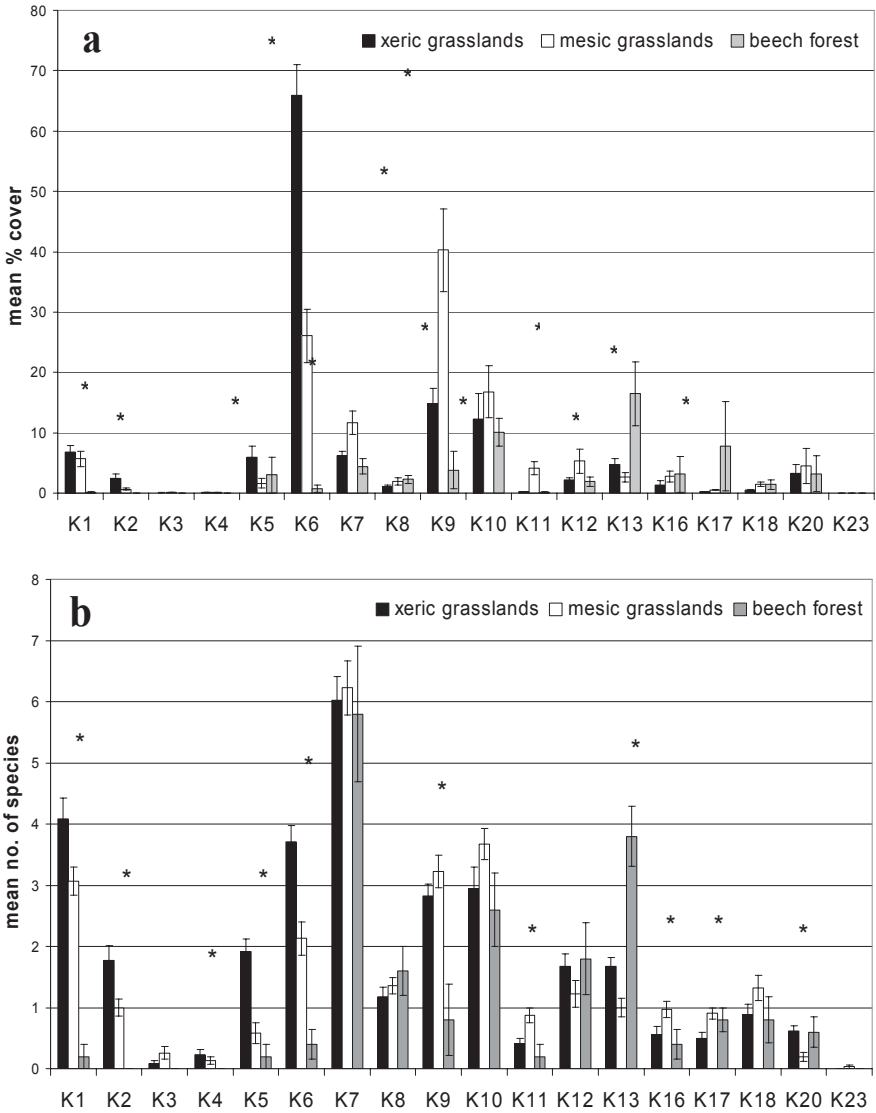 a
xeric grasslands mesic grasslands beech forest
80
70
60
50
40
30
20
10
0
mean % cover
* * * * * * * * * * * * *
K1 K2 K3 K4 K5 K6 K7 K8 K9 K10 K11 K12 K13 K16 K17 K18 K20 K23
b
xeric grasslands mesic grasslands beech forest
8
7
6
5
4
3
2
1
0
mean no. of species
* * * * * * * * * * * *
K1 K2 K3 K4 K5 K6 K7 K8 K9 K10 K11 K12 K13 K16 K17 K18 K20 K23